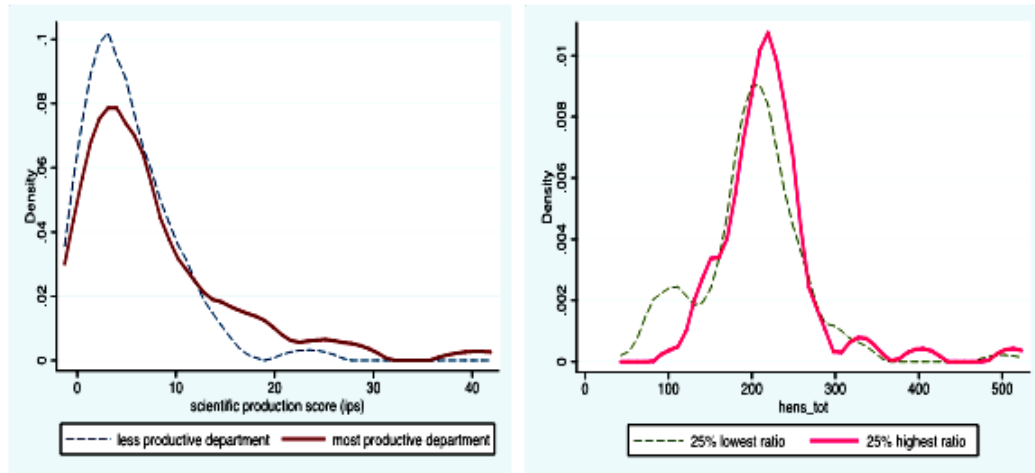 .1
.08
.06
Density
.04
.02
0
0 10 20 30 40
scientific production score (ips)
less productive department most productive department
.01
.008
.006
Density
.004
.002
0
0 100 200 300 400 500
hens_tot
25% lowest ratio 25% highest ratio